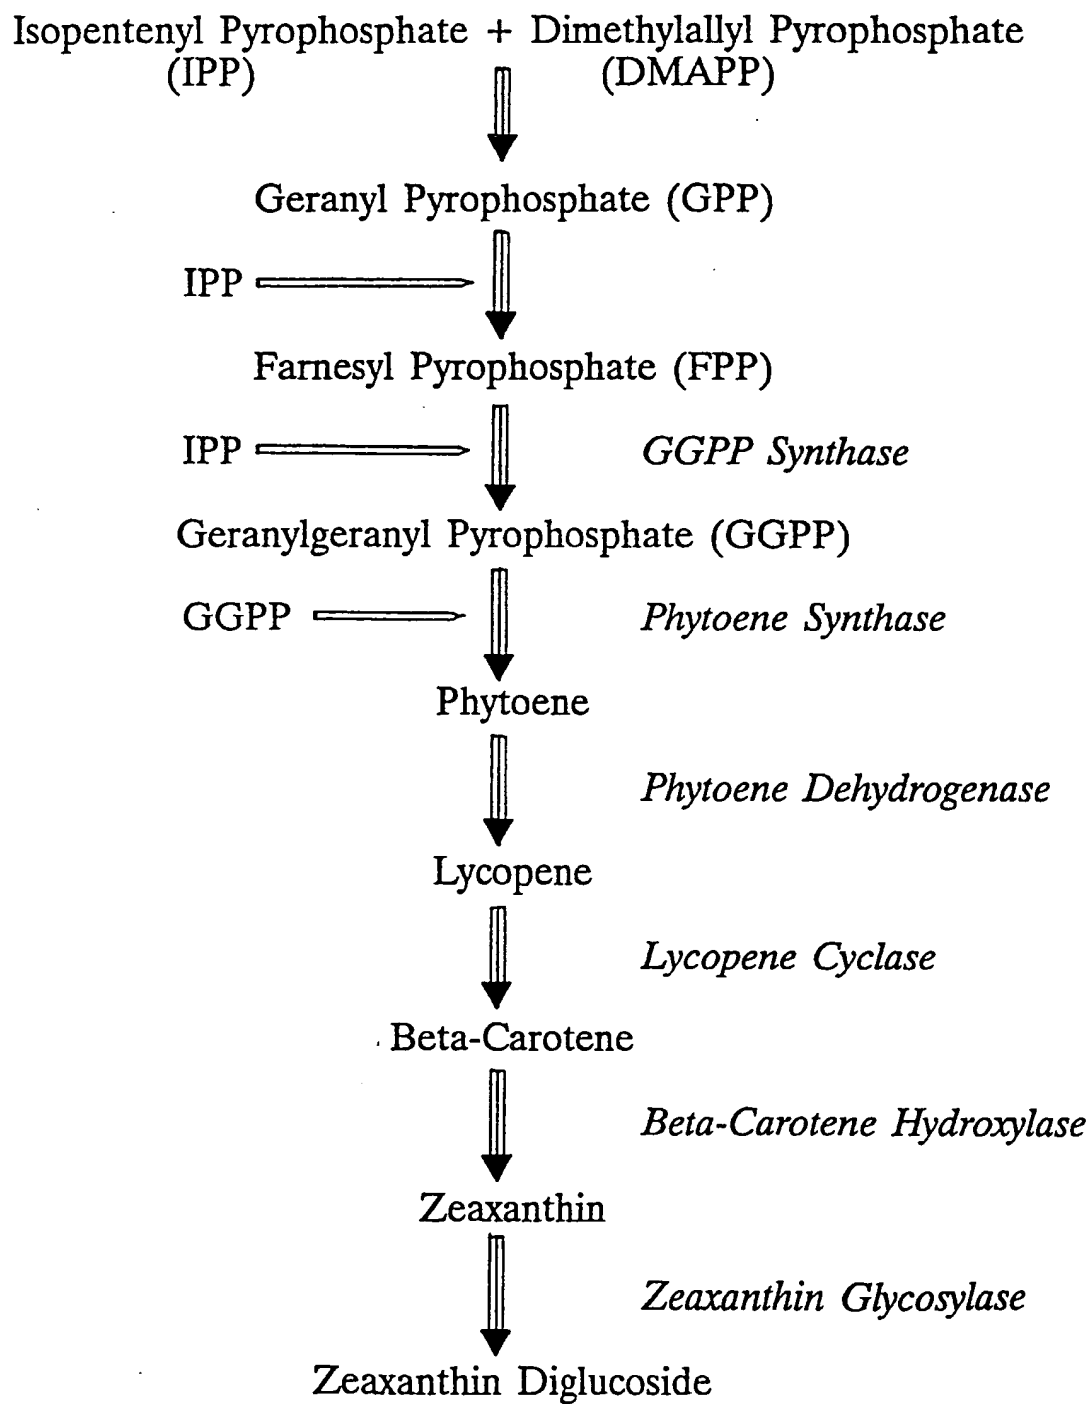 Isopentenyl Pyrophosphate + Dimethylallyl Pyrophosphate
(IPP) (DMAPP)
Geranyl Pyrophosphate (GPP)
IPP
Farnesyl Pyrophosphate (FPP)
IPP GGPP Synthase
Geranylgeranyl Pyrophosphate (GGPP)
GGPP Phytoene Synthase
Phytoene
Phytoene Dehydrogenase
Lycopene
Lycopene Cyclase
Beta-Carotene
Beta-Carotene Hydroxylase
Zeaxanthin
Zeaxanthin Glycosylase
Zeaxanthin Diglucoside